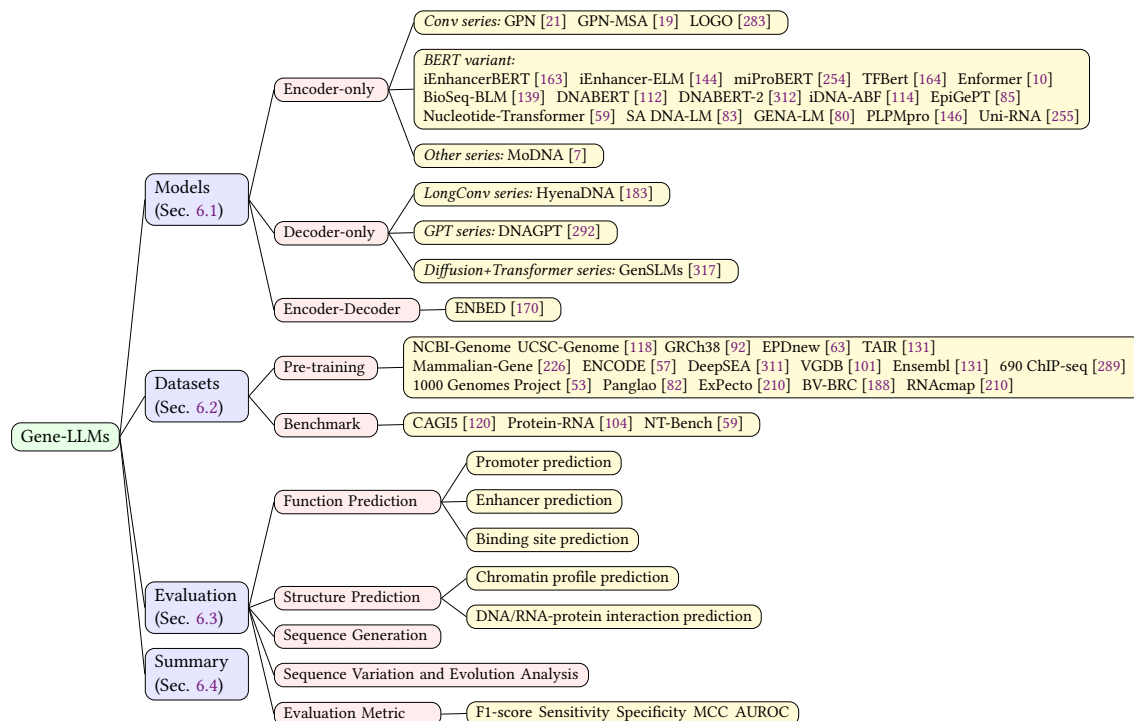 Gene-LLMs
Models
(Sec. 6.1)
Encoder-only
Conv series: GPN [21] GPN-MSA [19] LOGO [283]
BERT variant:
iEnhancerBERT [163] iEnhancer-ELM [144] miProBERT [254] TFBert [164] Enformer [10]
BioSeq-BLM [139] DNABERT [112] DNABERT-2 [312] iDNA-ABF [114] EpiGePT [85]
Nucleotide-Transformer [59] SA DNA-LM [83] GENA-LM [80] PLPMpro [146] Uni-RNA [255]
Other series: MoDNA [7]
Decoder-only
LongConv series: HyenaDNA [183]
GPT series: DNAGPT [292]
Diffusion+Transformer series: GenSLMs [317]
Encoder-Decoder
ENBED [170]
Datasets
(Sec. 6.2)
Pre-training
NCBI-Genome UCSC-Genome [118] GRCh38 [92] EPDnew [63] TAIR [131]
Mammalian-Gene [226] ENCODE [57] DeepSEA [311] VGDB [101] Ensembl [131] 690 ChIP-seq [289]
1000 Genomes Project [53] Panglao [82] ExPecto [210] BV-BRC [188] RNAcmap [210]
Benchmark
CAGI5 [120] Protein-RNA [104] NT-Bench [59]
Evaluation
(Sec. 6.3)
Function Prediction
Promoter prediction
Enhancer prediction
Binding site prediction
Structure Prediction
Chromatin profile prediction
DNA/RNA-protein interaction prediction
Sequence Generation
Sequence Variation and Evolution Analysis
Evaluation Metric
F1-score Sensitivity Specificity MCC AUROC
Summary
(Sec. 6.4)